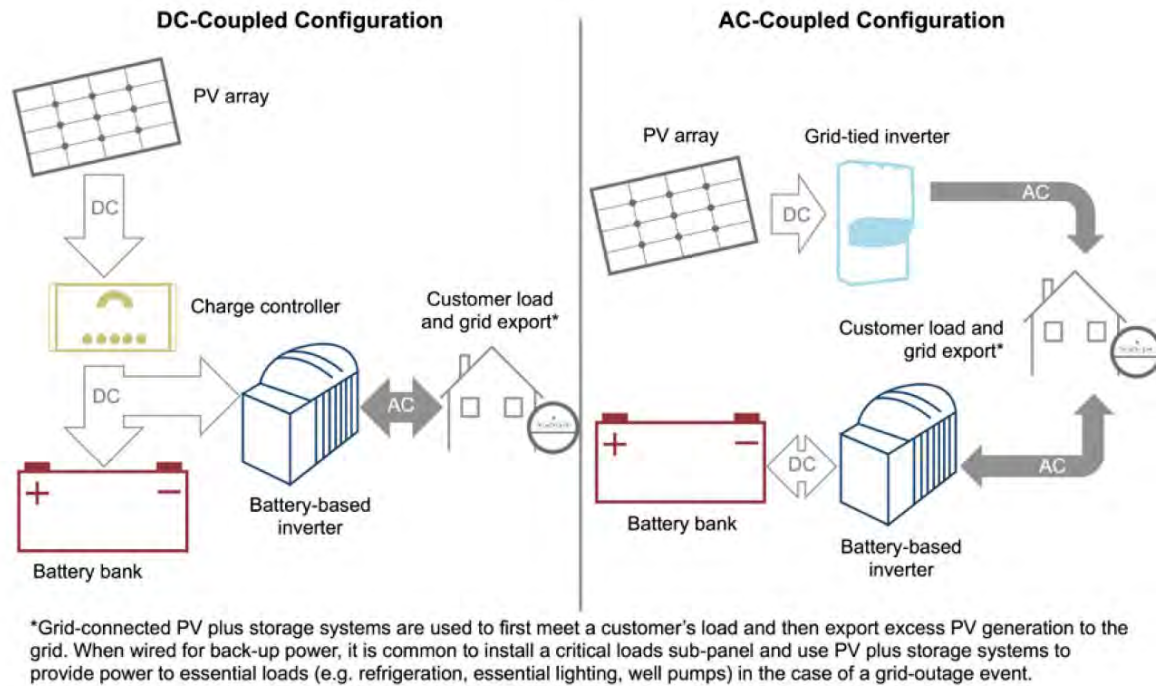 DC-Coupled Configuration
PV array
DC
Charge controller
Customer load
and grid export*
DC
AC
Battery-based
inverter
Battery bank
AC-Coupled Configuration
PV array
Grid-tied inverter
DC
AC
Customer load and
grid export*
DC
AC
Battery bank
Battery-based
inverter
*Grid-connected PV plus storage systems are used to first meet a customer's load and then export excess PV generation to the
grid. When wired for back-up power, it is common to install a critical loads sub-panel and use PV plus storage systems to
provide power to essential loads (e.g. refrigeration, essential lighting, well pumps) in the case of a grid-outage event.